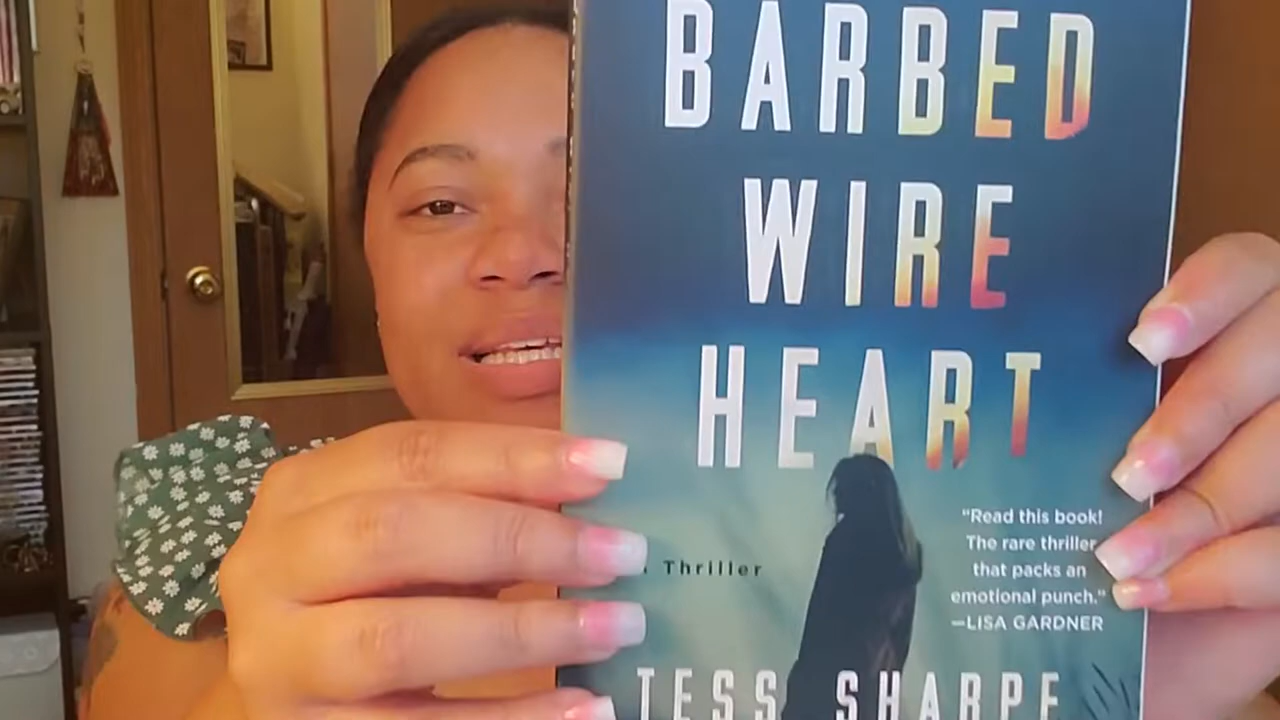 BARBED
WIRE
HEART
"Read this book!
The rare thriller
that packs an
emotional punch."
—LISA GARDNER
Thriller
TESS SHARPE